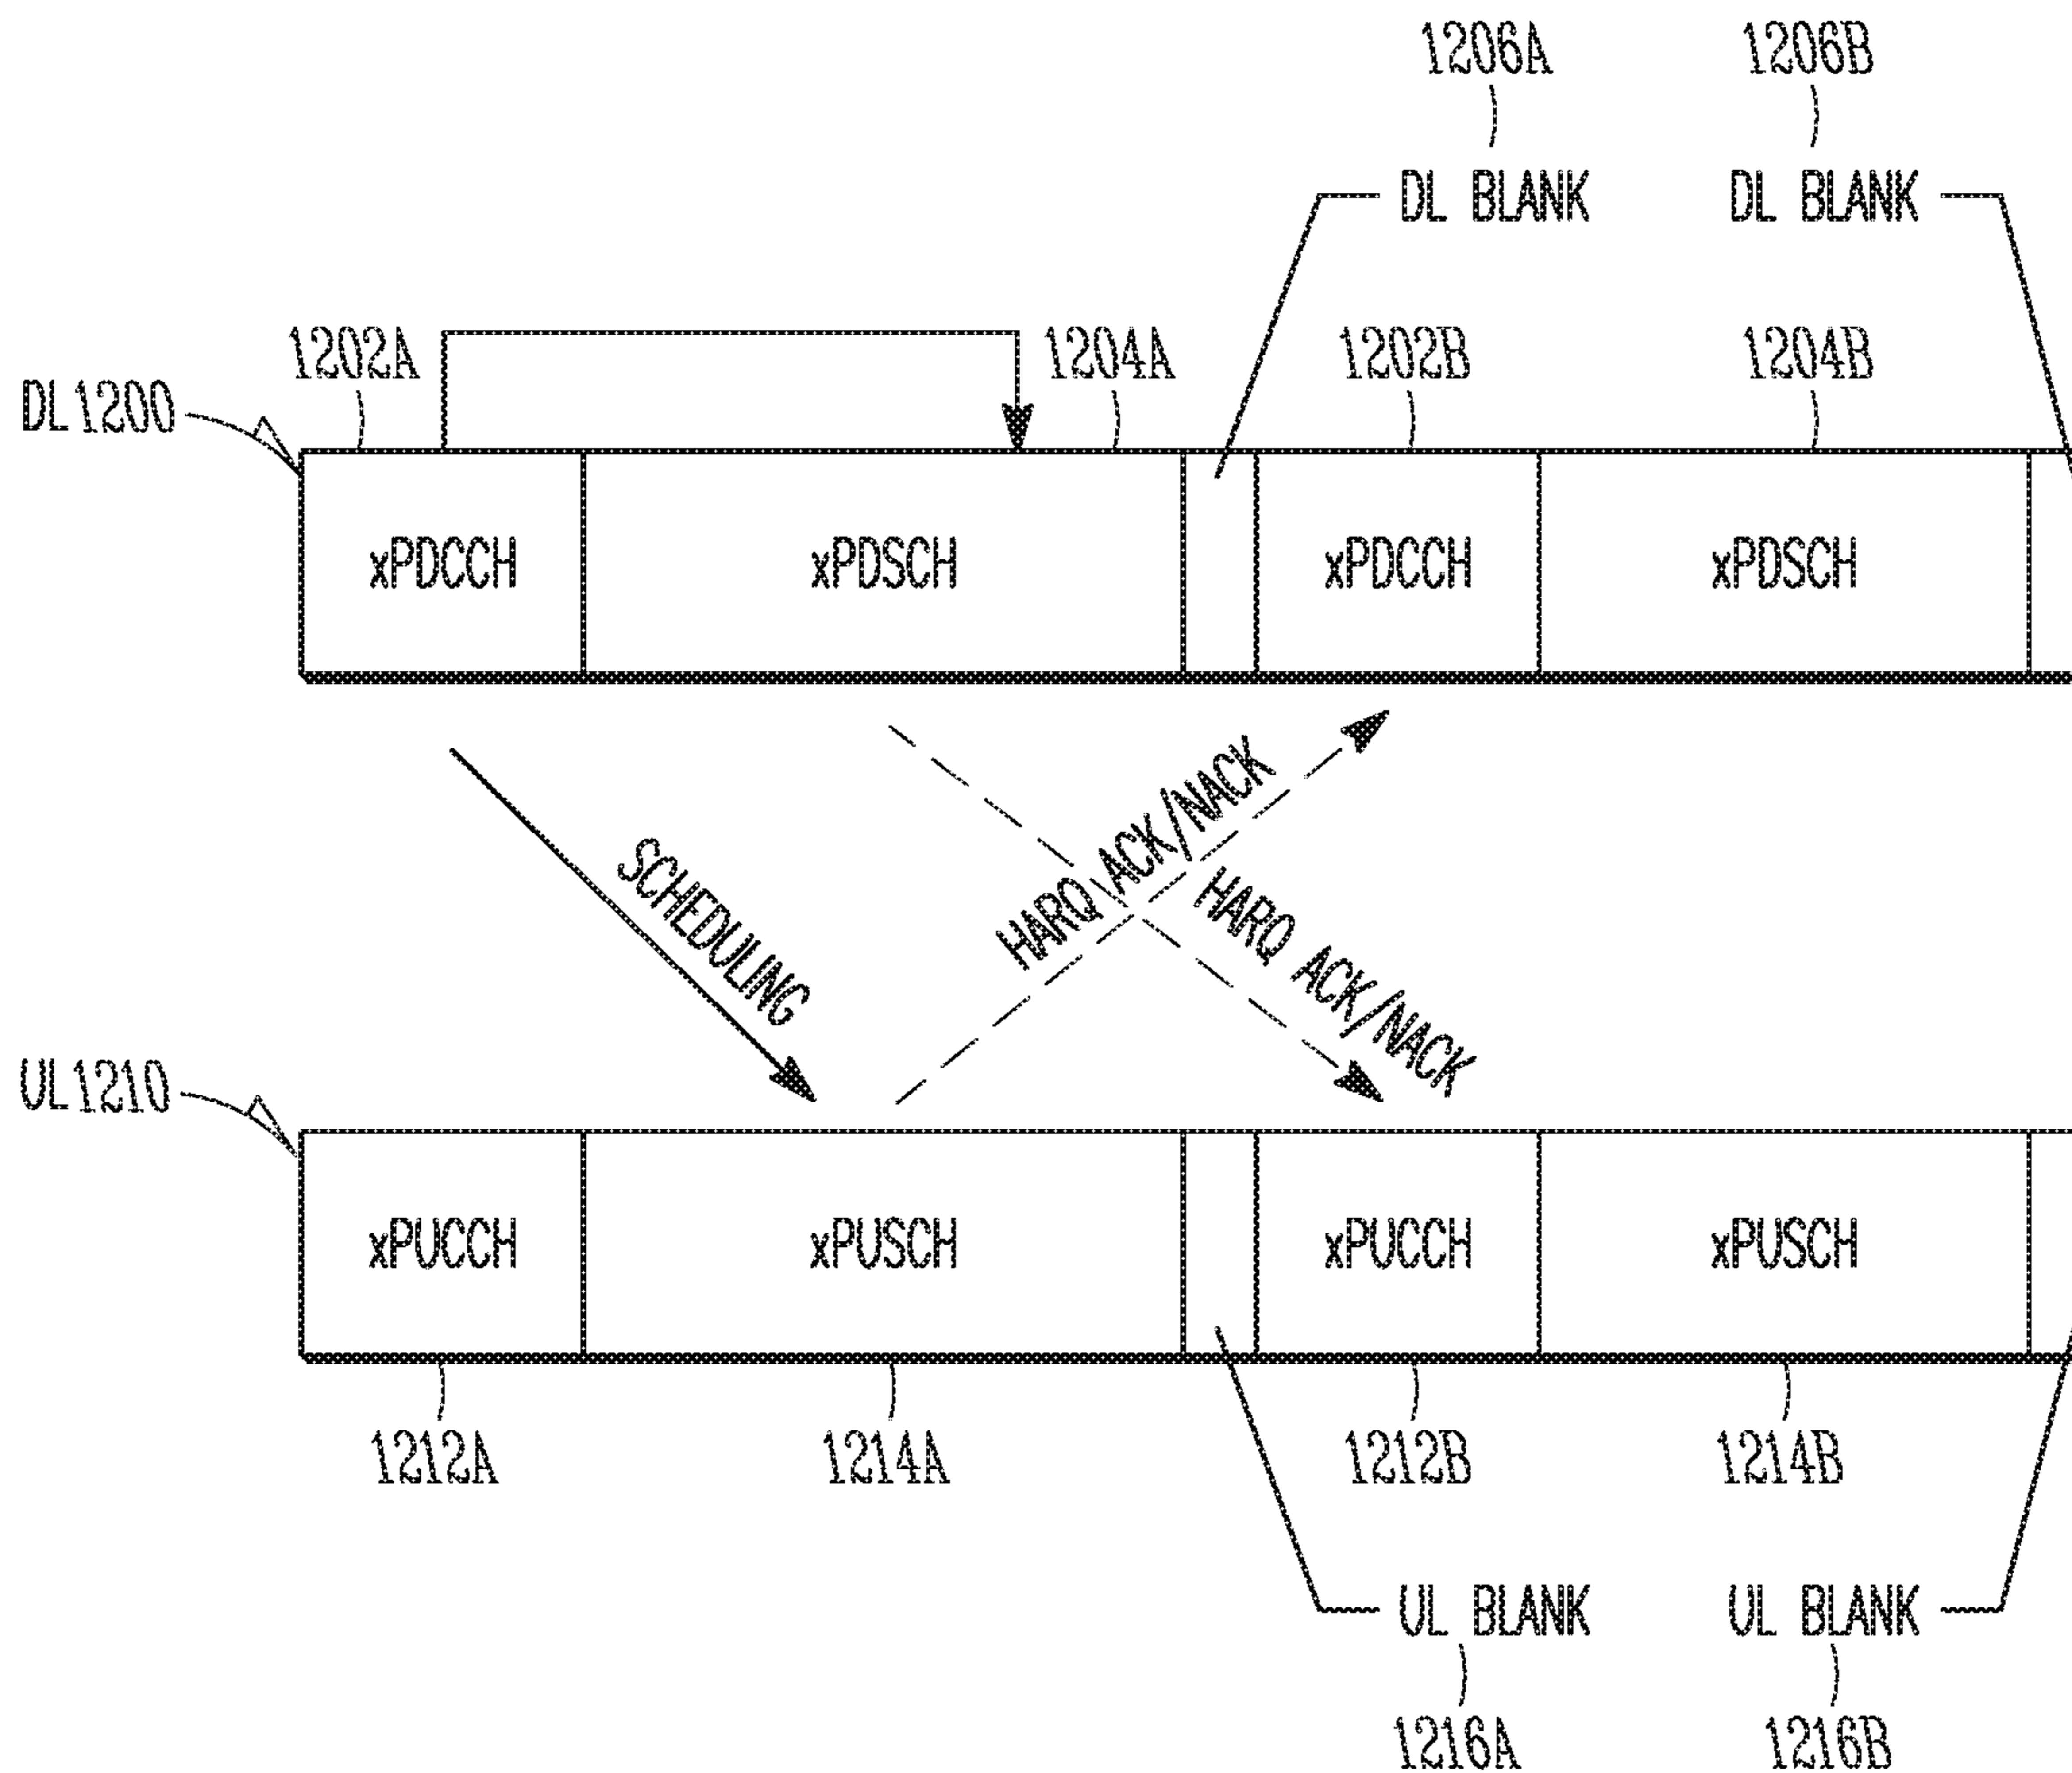 1206A 1206B
DL BLANK DL BLANK
1202A 1204A 1202B 1204B
DL1200
xPDCCH xPDSCH xPDCCH xPDSCH
SCHEDULING
HARQ ACK/NACK
HARQ ACK/NACK
UL1210
xPUCCH xPUSCH xPUCCH xPUSCH
1212A 1214A 1212B 1214B
UL BLANK UL BLANK
1216A 1216B